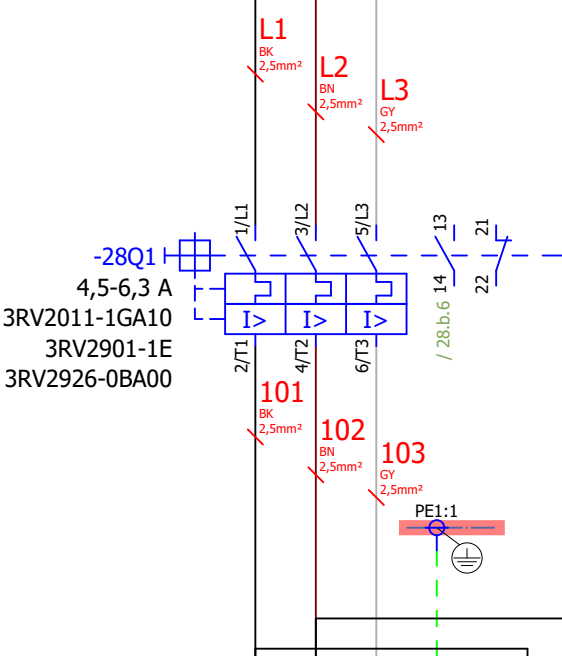 L1
BK
2,5mm²
L2
BN
2,5mm²
L3
GY
2,5mm²
1/L1
3/L2
5/L3
13
21
-28Q1
4,5-6,3 A
3RV2011-1GA10
3RV2901-1E
3RV2926-0BA00
I>
I>
I>
14
22
/ 28.b.6
2/T1
4/T2
6/T3
101
BK
2,5mm²
102
BN
2,5mm²
103
GY
2,5mm²
PE1:1